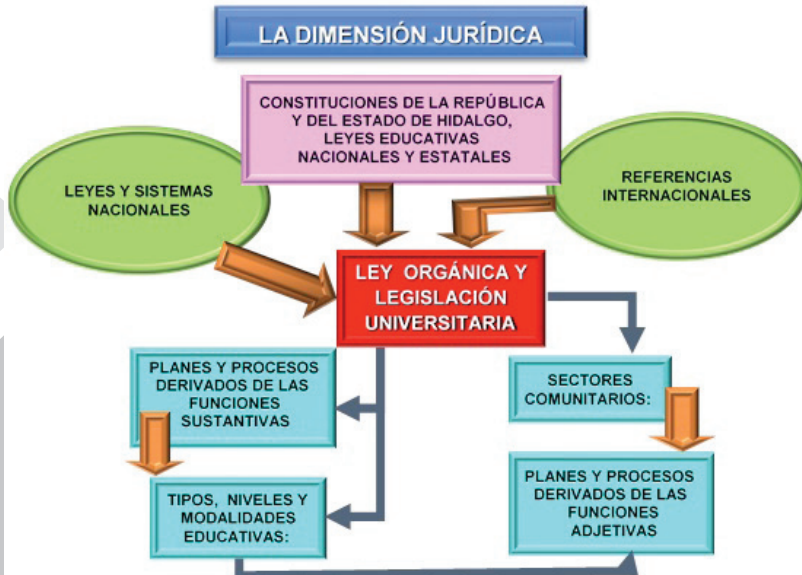 LA DIMENSIÓN JURÍDICA
CONSTITUCIONES DE LA REPÚBLICA
Y DEL ESTADO DE HIDALGO,
LEYES EDUCATIVAS
NACIONALES Y ESTATALES
LEYES Y SISTEMAS
NACIONALES
REFERENCIAS
INTERNACIONALES
LEY ORGÁNICA Y
LEGISLACIÓN
UNIVERSITARIA
PLANES Y PROCESOS
DERIVADOS DE LAS
FUNCIONES
SUSTANTIVAS
SECTORES
COMUNITARIOS:
TIPOS, NIVELES Y
MODALIDADES
EDUCATIVAS:
PLANES Y PROCESOS
DERIVADOS DE LAS
FUNCIONES
ADJETIVAS